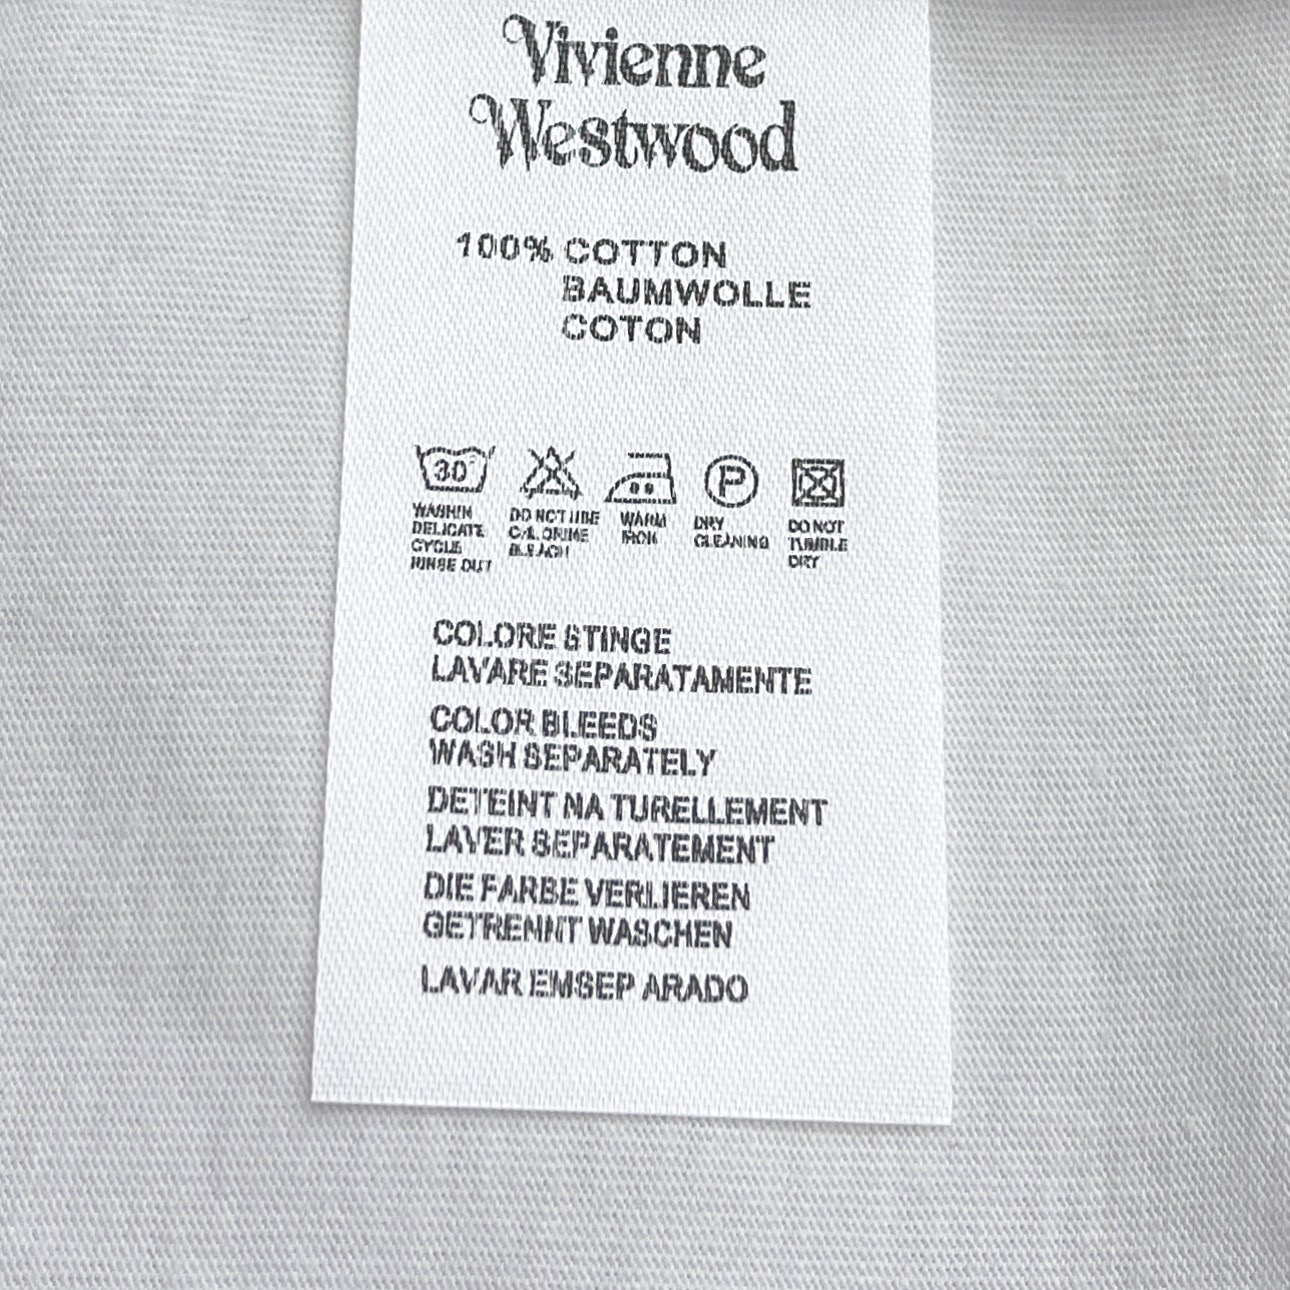 Vivienne
Westwood
100% COTTON
BAUMWOLLE
COTON
30°
WASH IN
DELICATE
CYCLE
RINSE OUT
DO NOT USE
CHLORINE
BLEACH
WARM
IRON
P
DRY
CLEANING
DO NOT
TUMBLE
DRY
COLORE STINGE
LAVARE SEPARATAMENTE
COLOR BLEEDS
WASH SEPARATELY
DETEINT NA TURELLEMENT
LAVER SEPARATEMENT
DIE FARBE VERLIEREN
GETRENNT WASCHEN
LAVAR EMSEP ARADO